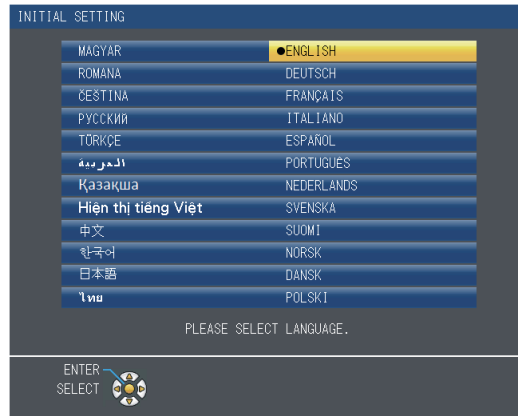 INITIAL SETTING
MAGYAR ●ENGLISH
ROMANA DEUTSCH
ČEŠTINA FRANÇAIS
РУССКИЙ ITALIANO
TÜRKÇE ESPAÑOL
العربية PORTUGUÊS
Қазақша NEDERLANDS
Hiện thị tiếng Việt SVENSKA
中文 SUOMI
한국어 NORSK
日本語 DANSK
ไทย POLSKI
PLEASE SELECT LANGUAGE.
ENTER
SELECT